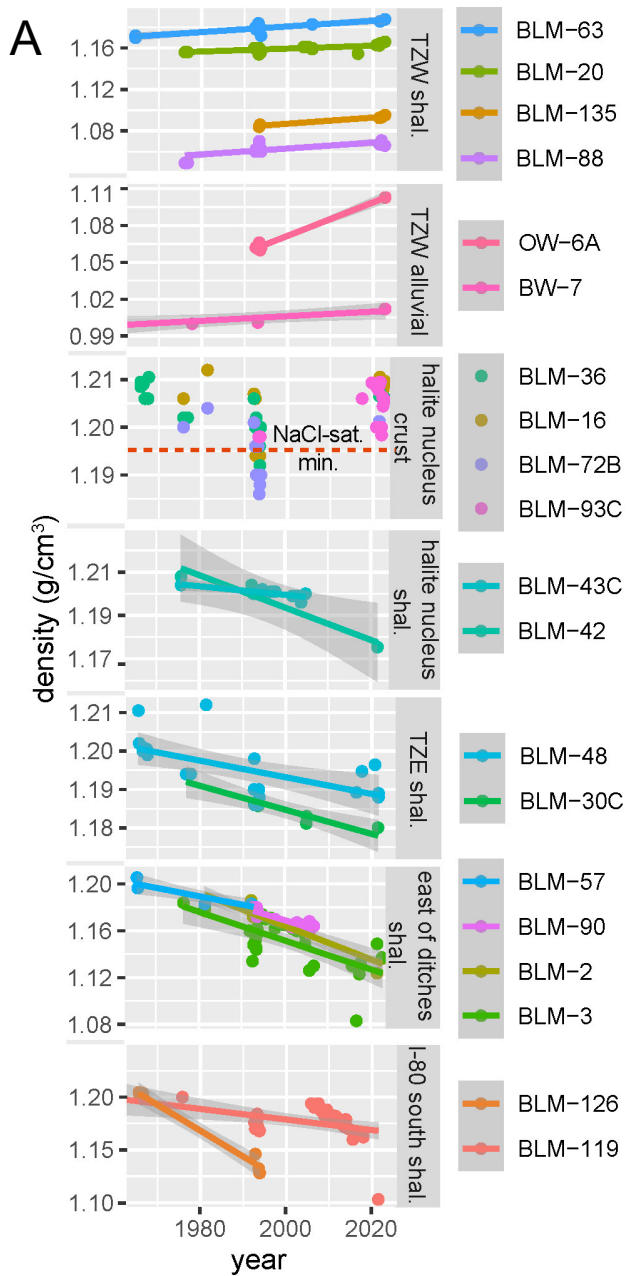 A
1980 2000 2020
1.16
1.08
TZW shal.
BLM-63
BLM-20
BLM-135
BLM-88
1.11
1.08
1.05
1.02
0.99
TZW alluvial
OW-6A
BW-7
1.21
1.20
1.19
NaCl-sat.
min.
halite nucleus
crust
BLM-36
BLM-16
BLM-72B
BLM-93C
density (g/cm³)
1.21
1.19
1.17
halite nucleus
shal.
BLM-43C
BLM-42
1.21
1.20
1.19
1.18
TZE shal.
BLM-48
BLM-30C
1.20
1.16
1.12
1.08
east of ditches
shal.
BLM-57
BLM-90
BLM-2
BLM-3
1.20
1.15
1.10
I-80 south shal.
BLM-126
BLM-119
1980 2000 2020
year